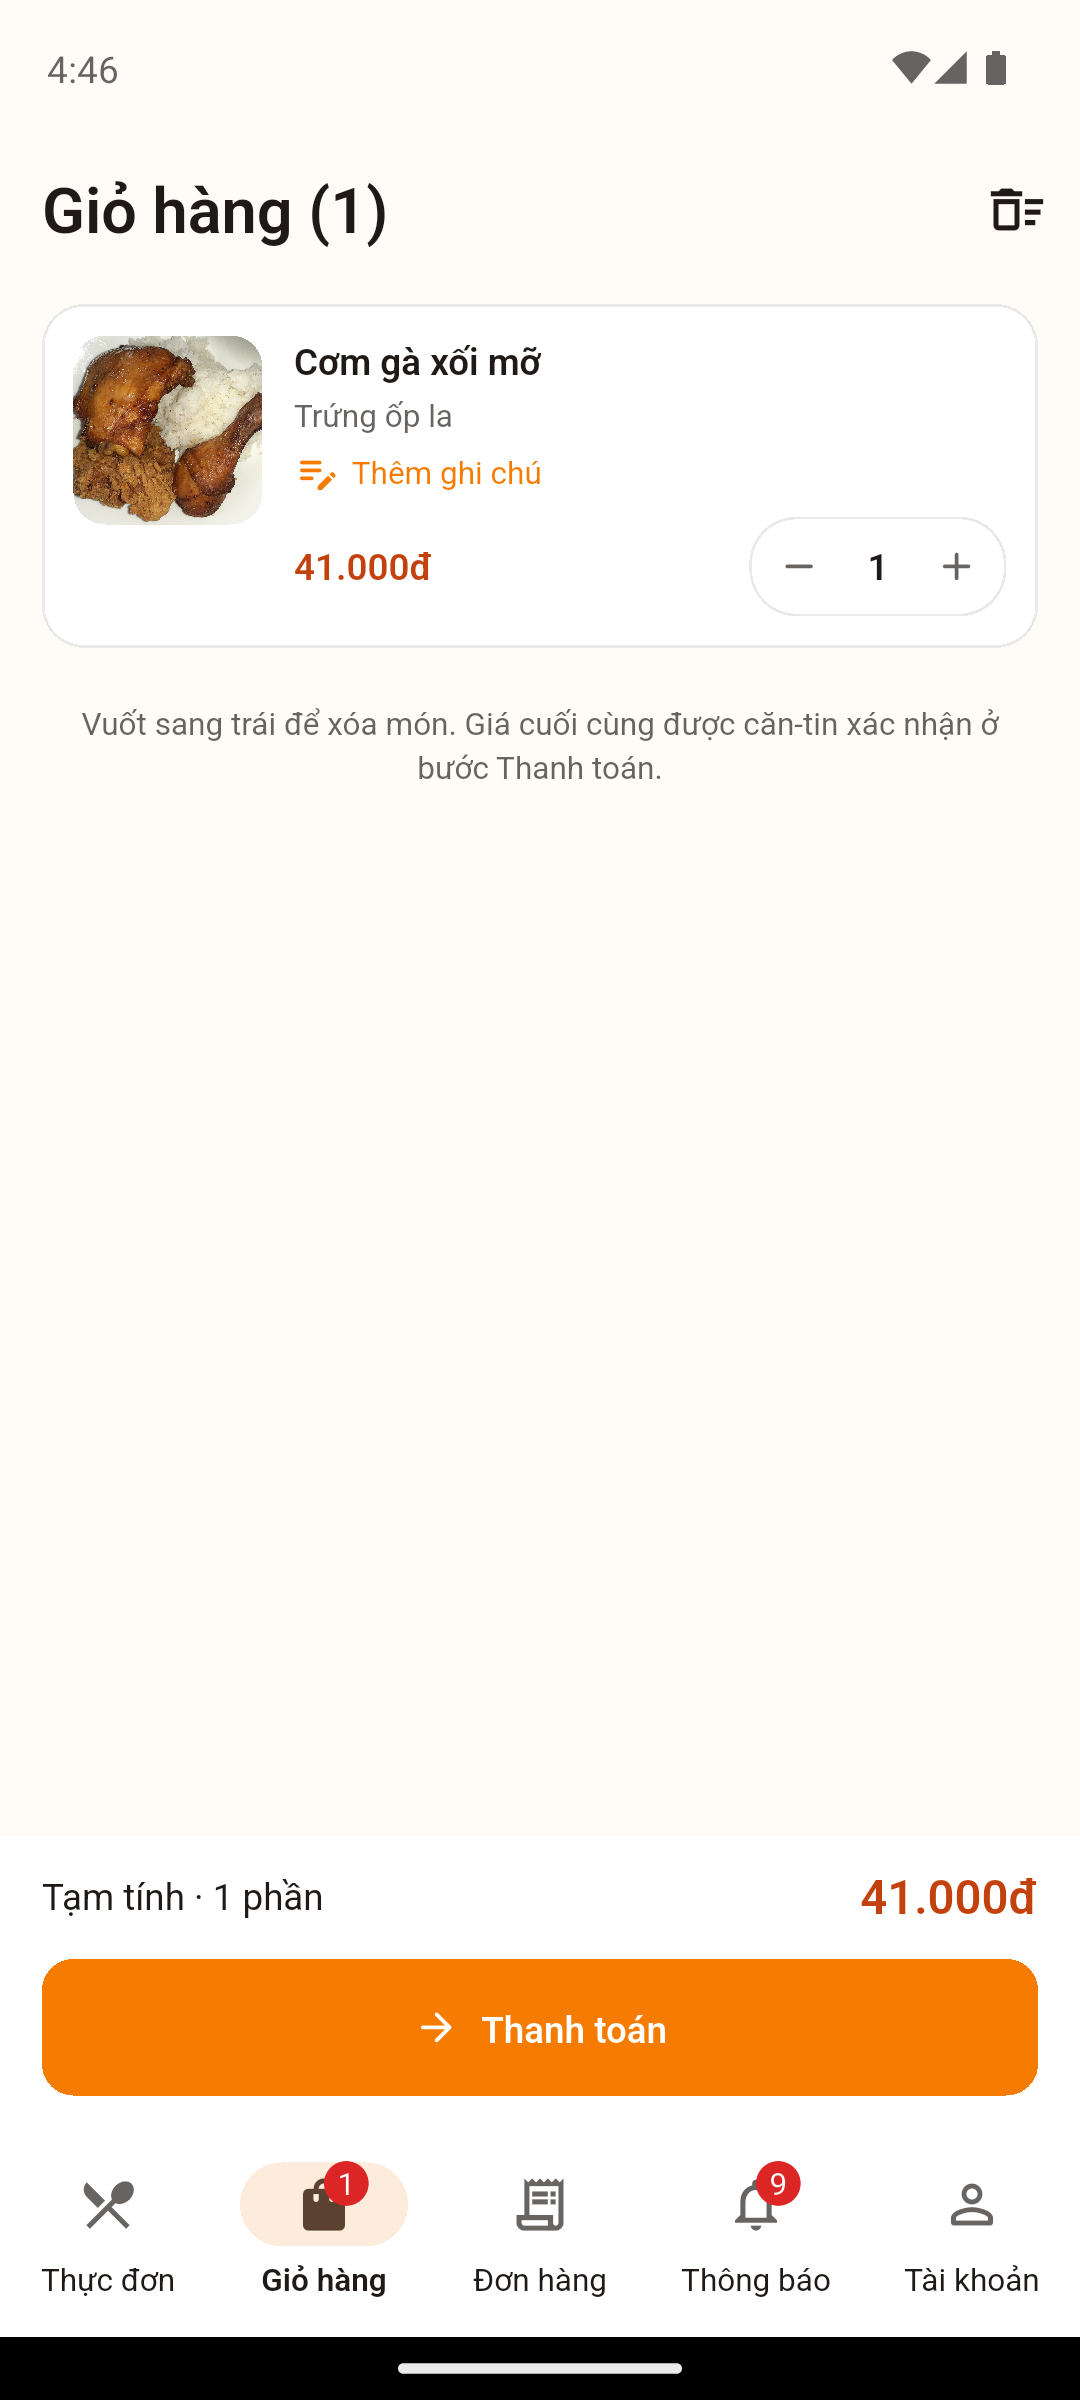 4:46
Giỏ hàng (1)
Cơm gà xối mỡ
Trứng ốp la
Thêm ghi chú
41.000đ
1
Vuốt sang trái để xóa món. Giá cuối cùng được căn-tin xác nhận ở
bước Thanh toán.
Tạm tính · 1 phần
41.000đ
Thanh toán
1
9
Thực đơn
Giỏ hàng
Đơn hàng
Thông báo
Tài khoản